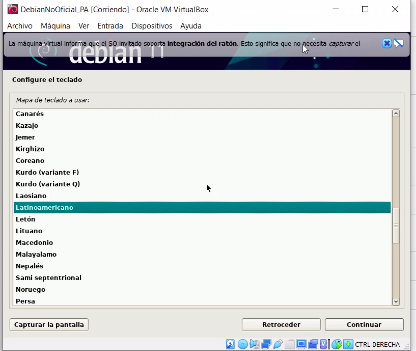 DebianNoOficial_PA [Corriendo] - Oracle VM VirtualBox
Archivo Máquina Ver Entrada Dispositivos Ayuda
La máquina virtual informa que el SO invitado soporta integración del ratón. Esto significa que no necesita capturar el
debian 11
Configure el teclado
Mapa de teclado a usar:
Canarés
Kazajo
Jemer
Kirghizo
Coreano
Kurdo (variante F)
Kurdo (variante Q)
Laosiano
Latinoamericano
Letón
Lituano
Macedonio
Malayalamo
Nepalés
Sami septentrional
Noruego
Persa
Capturar la pantalla
Retroceder
Continuar
CTRL DERECHA